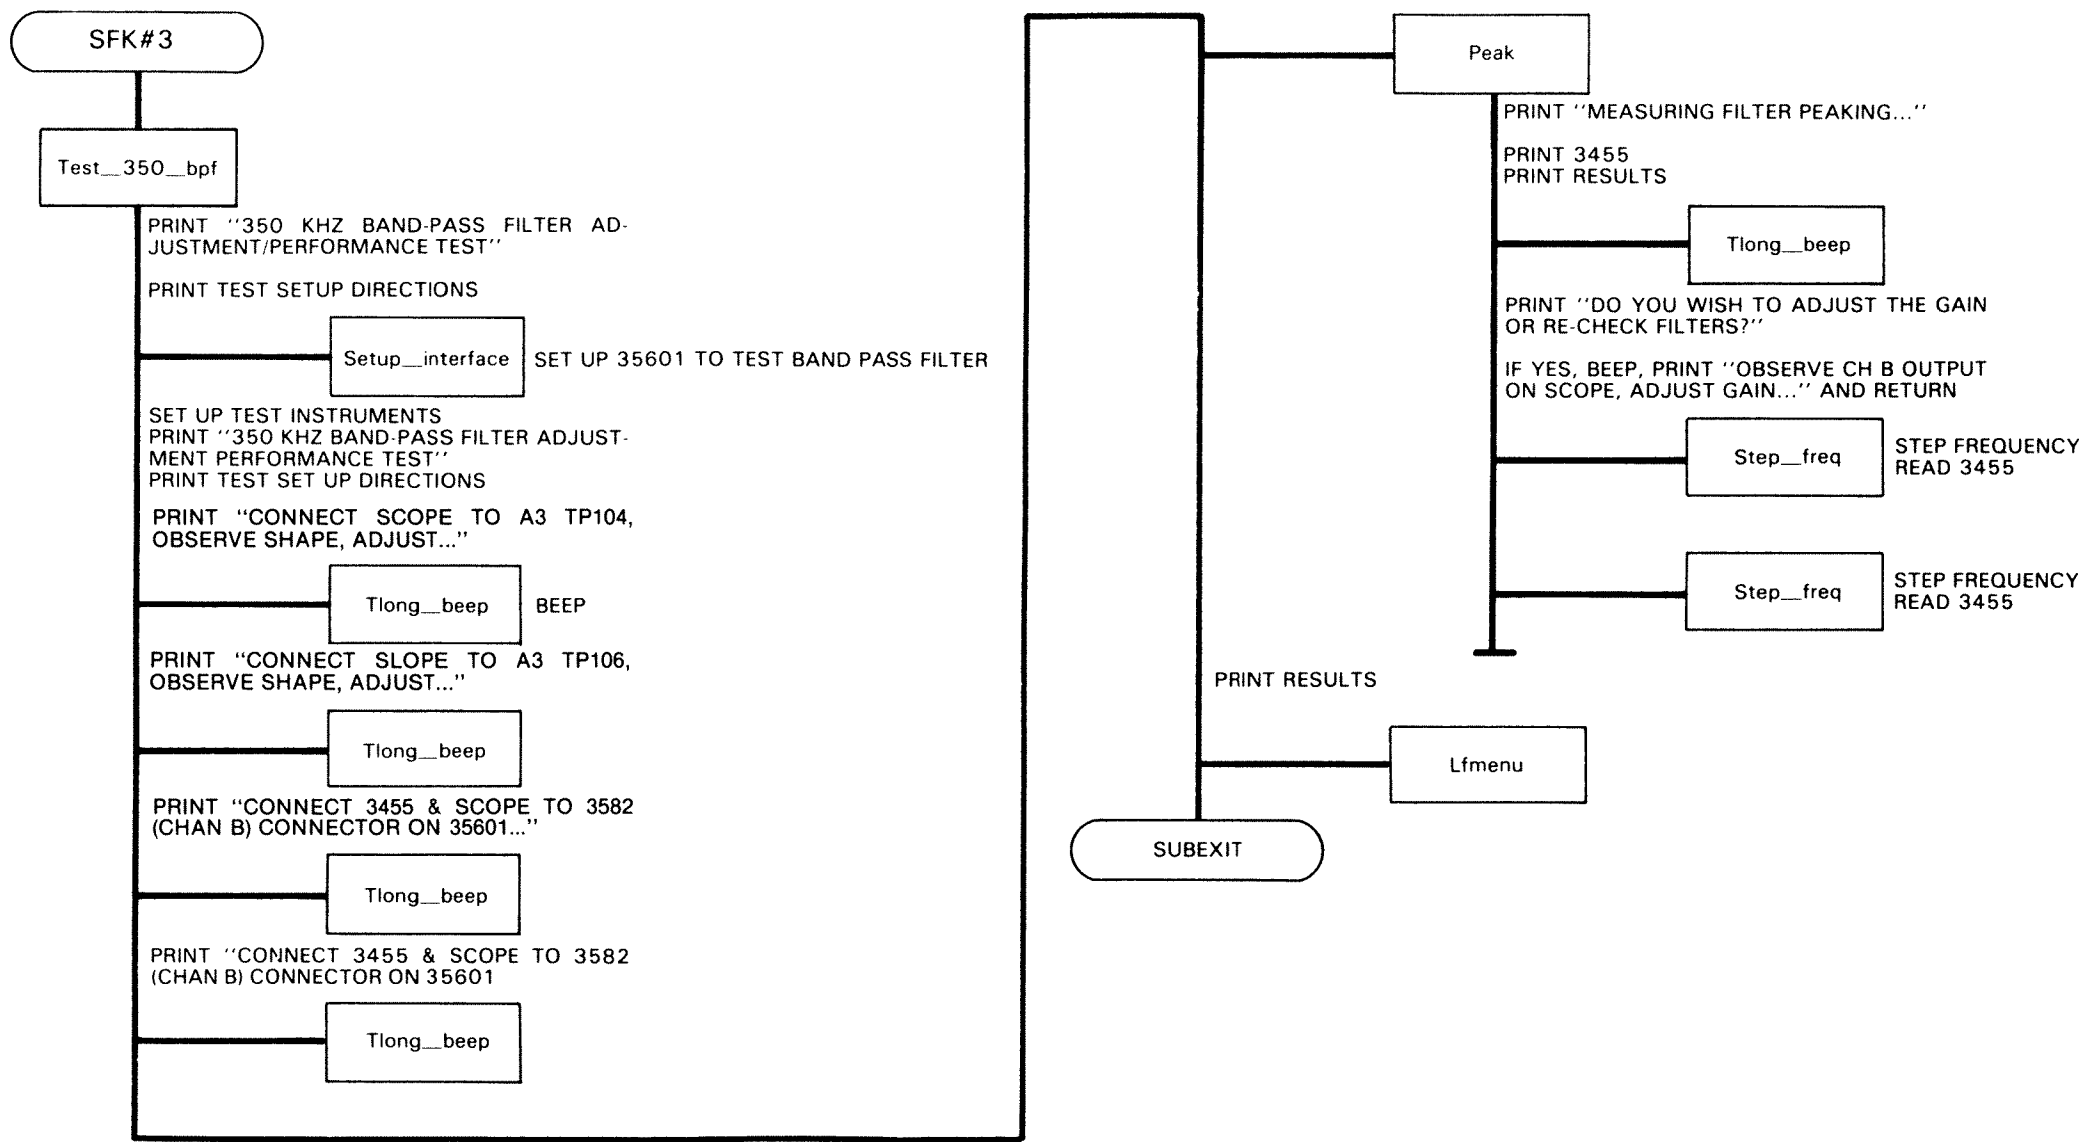 SFK#3
Test__350__bpf
PRINT ‘‘350 KHZ BAND-PASS FILTER AD-
JUSTMENT/PERFORMANCE TEST’’
PRINT TEST SETUP DIRECTIONS
Setup__interface
SET UP 35601 TO TEST BAND PASS FILTER
SET UP TEST INSTRUMENTS
PRINT ‘‘350 KHZ BAND-PASS FILTER ADJUST-
MENT PERFORMANCE TEST’’
PRINT TEST SET UP DIRECTIONS
PRINT “CONNECT SCOPE TO A3 TP104,
OBSERVE SHAPE, ADJUST...”
Tlong__beep
BEEP
PRINT “CONNECT SLOPE TO A3 TP106,
OBSERVE SHAPE, ADJUST...”
Tlong__beep
PRINT “CONNECT 3455 & SCOPE TO 3582
(CHAN B) CONNECTOR ON 35601...”
Tlong__beep
PRINT ‘‘CONNECT 3455 & SCOPE TO 3582
(CHAN B) CONNECTOR ON 35601
Tlong__beep
Peak
PRINT ‘‘MEASURING FILTER PEAKING...’’
PRINT 3455
PRINT RESULTS
Tlong__beep
PRINT ‘‘DO YOU WISH TO ADJUST THE GAIN
OR RE-CHECK FILTERS?’’
IF YES, BEEP, PRINT ‘‘OBSERVE CH B OUTPUT
ON SCOPE, ADJUST GAIN...’’ AND RETURN
Step__freq
STEP FREQUENCY
READ 3455
Step__freq
STEP FREQUENCY
READ 3455
PRINT RESULTS
Lfmenu
SUBEXIT